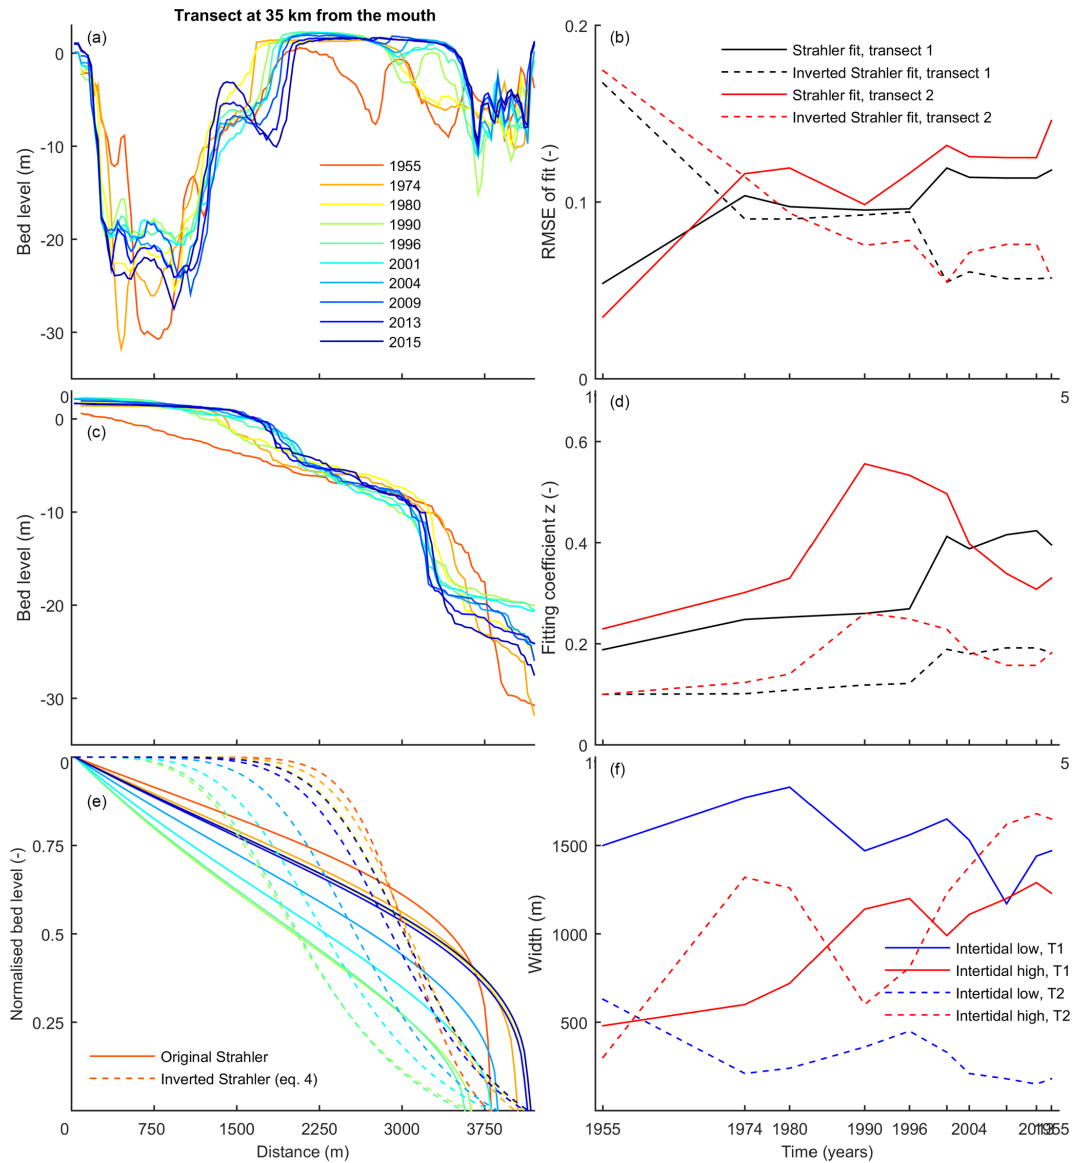 Transect at 35 km from the mouth
(a)
0
-10
-20
-30
Bed level (m)
1955
1974
1980
1990
1996
2001
2004
2009
2013
2015
(b)
0.2
0.1
0
RMSE of fit (-)
Strahler fit, transect 1
Inverted Strahler fit, transect 1
Strahler fit, transect 2
Inverted Strahler fit, transect 2
(c)
0
0
-10
-20
-30
Bed level (m)
(d)
1
5
0.6
0.4
0.2
0
Fitting coefficient z (-)
(e)
0
0.75
0.5
0.25
Normalised bed level (-)
Original Strahler
Inverted Strahler (eq. 4)
0 750 1500 2250 3000 3750
Distance (m)
(f)
1
5
1500
1000
500
Width (m)
Intertidal low, T1
Intertidal high, T1
Intertidal low, T2
Intertidal high, T2
1955 1974 1980 1990 1996 2004
Time (years)